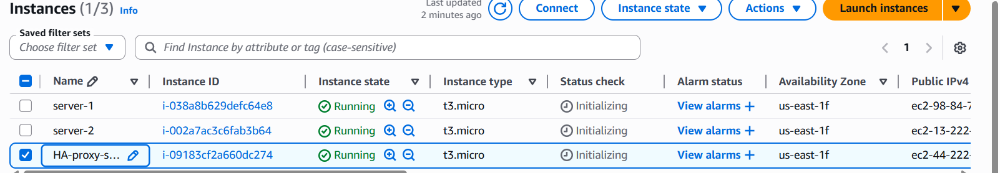 Instances (1/3) Info
Last updated
2 minutes ago
Connect
Instance state
Actions
Launch instances
Saved filter sets
Choose filter set
Find Instance by attribute or tag (case-sensitive)
1
Name Instance ID Instance state Instance type Status check Alarm status Availability Zone Public IPv4
server-1 i-038a8b629defc64e8 Running t3.micro Initializing View alarms + us-east-1f ec2-98-84-7
server-2 i-002a7ac3c6fab3b64 Running t3.micro Initializing View alarms + us-east-1f ec2-13-222-
HA-proxy-s... i-09183cf2a660dc274 Running t3.micro Initializing View alarms + us-east-1f ec2-44-222-